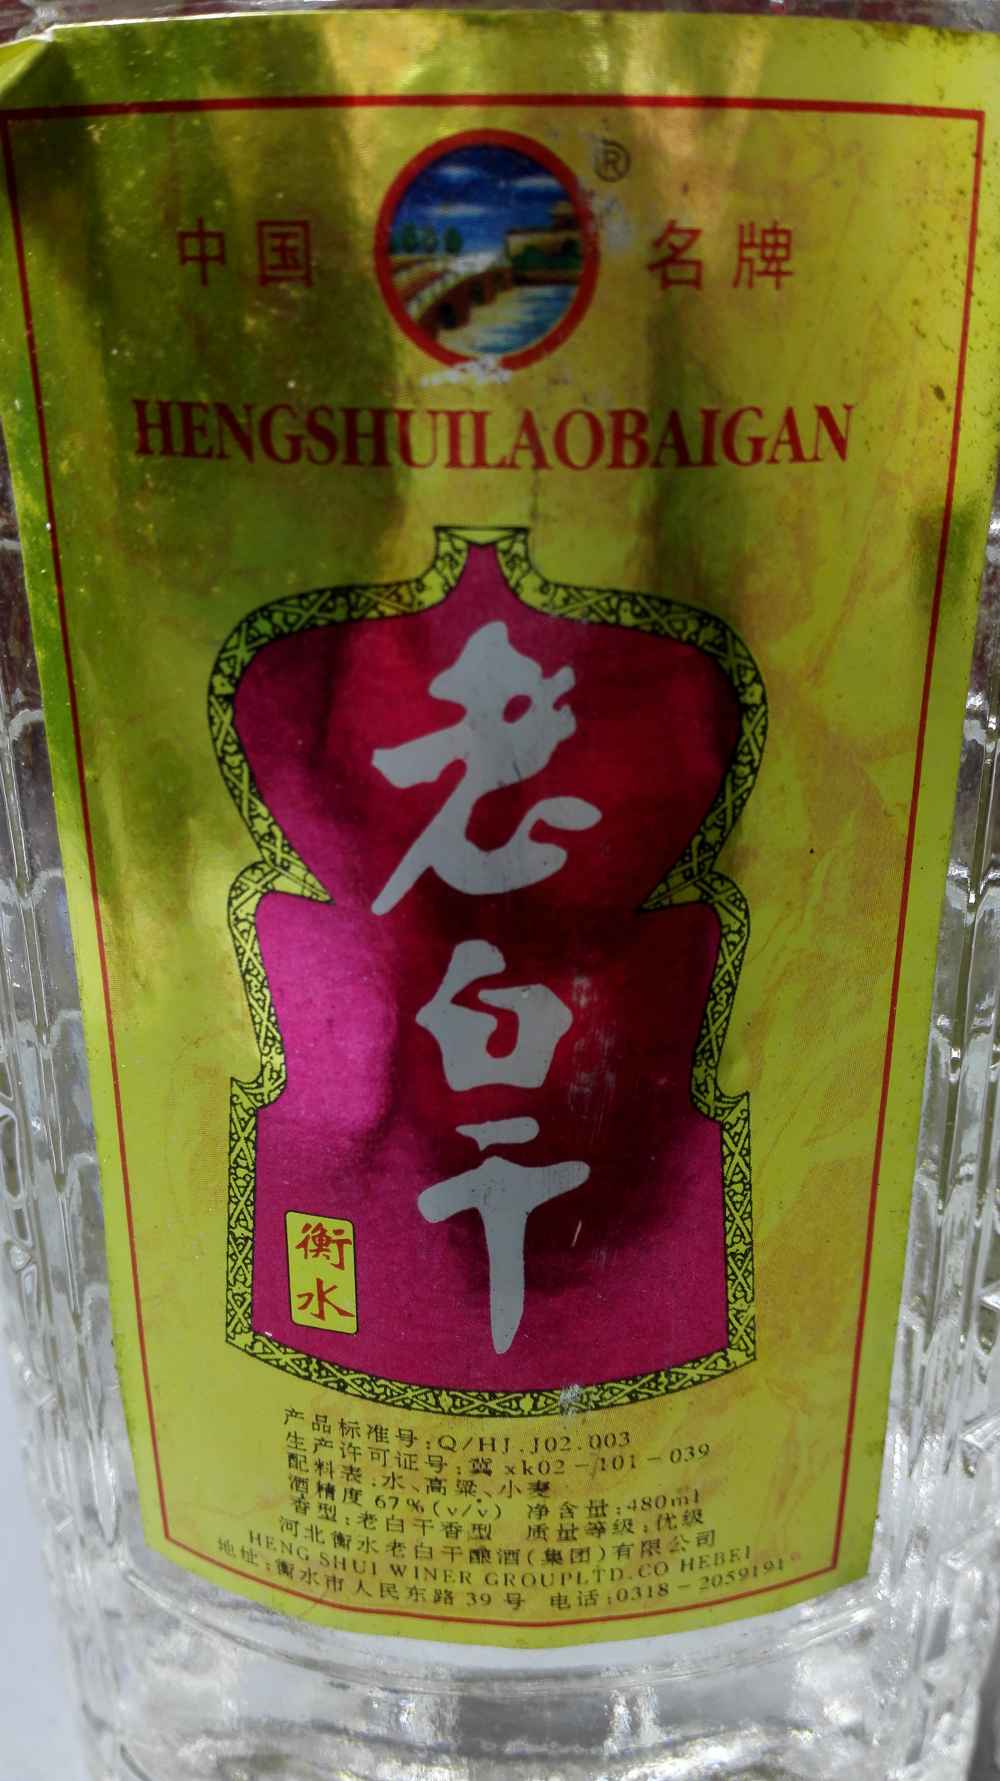 中国 ® 名牌
HENGSHUILAOBAIGAN
老白干
衡水
产品标准号:Q/HJ.J02.003
生产许可证号:冀xk02-101-039
配料表:水、高粱、小麦
酒精度67%(v/v) 净含量:480ml
香型:老白干香型 质量等级:优级
河北衡水老白干酿酒(集团)有限公司
HENG SHUI WINER GROUPLTD.CO HEBEI
地址:衡水市人民东路39号 电话:0318-2059191